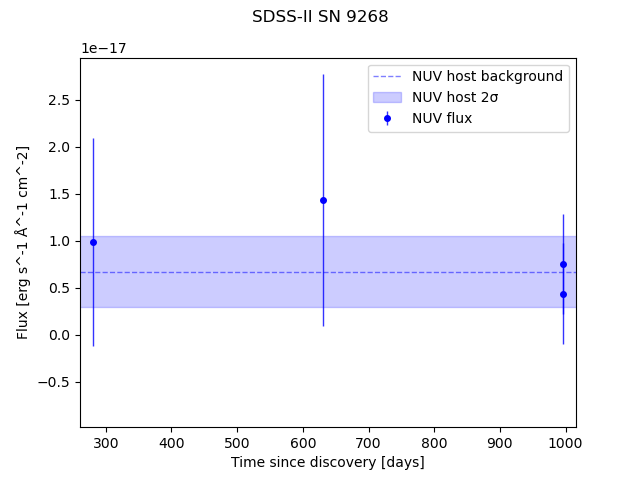 SDSS-II SN 9268
1e−17
NUV host background
NUV host 2σ
NUV flux
2.5
2.0
1.5
1.0
0.5
0.0
−0.5
Flux [erg s^-1 Å^-1 cm^-2]
300 400 500 600 700 800 900 1000
Time since discovery [days]